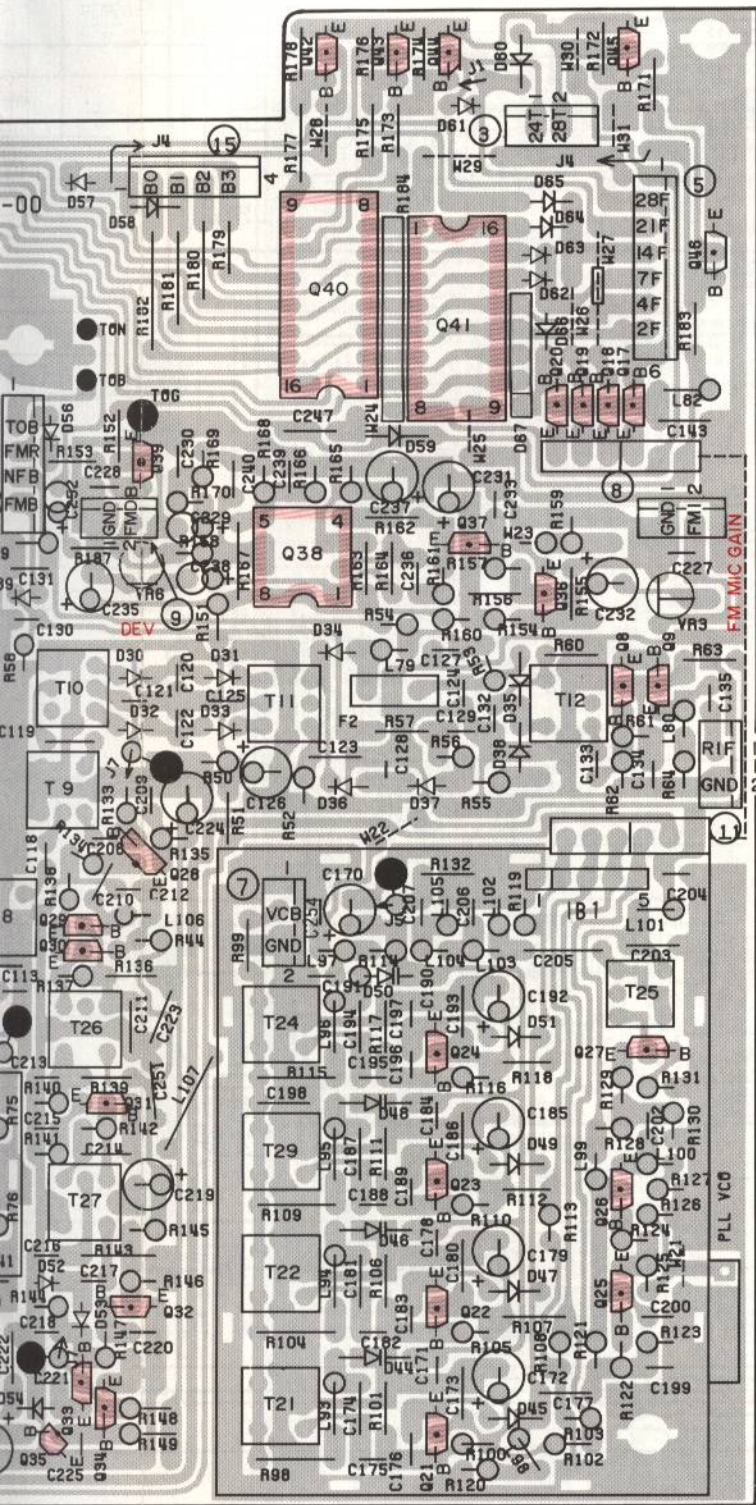 R178
Q42
E
R176
Q43
E
R174
Q44
E
D60
W30
R172
Q45
E
J1
B
B
B
B
R171
R177
W28
R175
R173
D61
3
24T 1
28T 2
W31
J4
15
J4
W29
1
B0
B1
B2
B3
4
D57
-00
D58
9
8
R184
1
16
D65
D64
D63
D62
W27
W26
D66
1
5
28F
21F
14F
7F
4F
2F
6
E
Q46
B
R183
R182
R181
R180
R179
Q40
Q41
TON
TOB
TOG
16
1
8
9
Q20
Q19
Q18
Q17
B
B
B
B
E
E
E
E
L82
C143
1
TOB
FMR
NFB
FMB
D56
R152
R153
C228
E
Q39
B
C230
R169
R168
C247
W24
D59
W25
D87
C240
C239
R166
R165
C237
C231
C233
R170
8
GND
FMD
2
R187
VR6
9
DEV
C235
C131
C130
R58
R151
R167
5
4
Q38
8
1
R163
R164
R162
C236
R161
Q37
R157
W23
B
R159
R156
Q36
R155
C232
R154
GND
FM1
2
C227
VR3
FM MIC GAIN
R54
R160
L79
C127
R53
R60
Q8
Q9
E
B
R63
D34
D30
C121
C120
D31
C125
T10
T11
F2
C124
C129
C132
D35
T12
R61
L80
C135
D32
C122
D33
R57
C119
T9
J7
R50
C126
C123
C128
R56
D38
C133
C134
R62
R64
RIF
GND
C209
R133
C224
R51
R52
D36
D37
R55
W22
11
C118
R134
C208
R135
Q28
C212
7
C170
R132
C207
L105
C206
L102
R119
1
IB1
5
C204
L101
R138
C210
L106
Q29
Q30
R44
R99
1
VCB
GND
2
C254
L97
R114
L104
L103
C205
C203
C113
R137
R136
C191
D50
C190
C192
T26
C211
C223
T24
L96
C194
R117
C197
C193
D51
T25
C213
C195
C196
Q24
Q27
E
B
L107
C251
R115
R116
R118
R129
R131
R75
R140
R139
Q31
C215
R142
R141
C214
C198
D48
C184
C185
C202
R130
T29
L95
C187
R111
C186
D49
R128
L99
L100
R127
T27
C219
C189
Q23
C188
R112
R109
R110
R113
Q26
R126
R76
R145
C178
R124
W21
PLL VCO
C216
R143
D46
C179
R125
D52
C217
R146
T22
L94
C181
R106
C180
D47
R144
D53
Q32
C183
Q22
Q25
C200
C218
R147
C220
R104
C182
R105
R107
R108
R121
R123
C222
L221
D44
C171
C172
R122
C199
D54
Q33
Q34
R148
R149
T21
L93
C174
R101
C173
D45
C177
R103
R102
Q35
C225
R98
C175
C176
Q21
R100
R120
L98